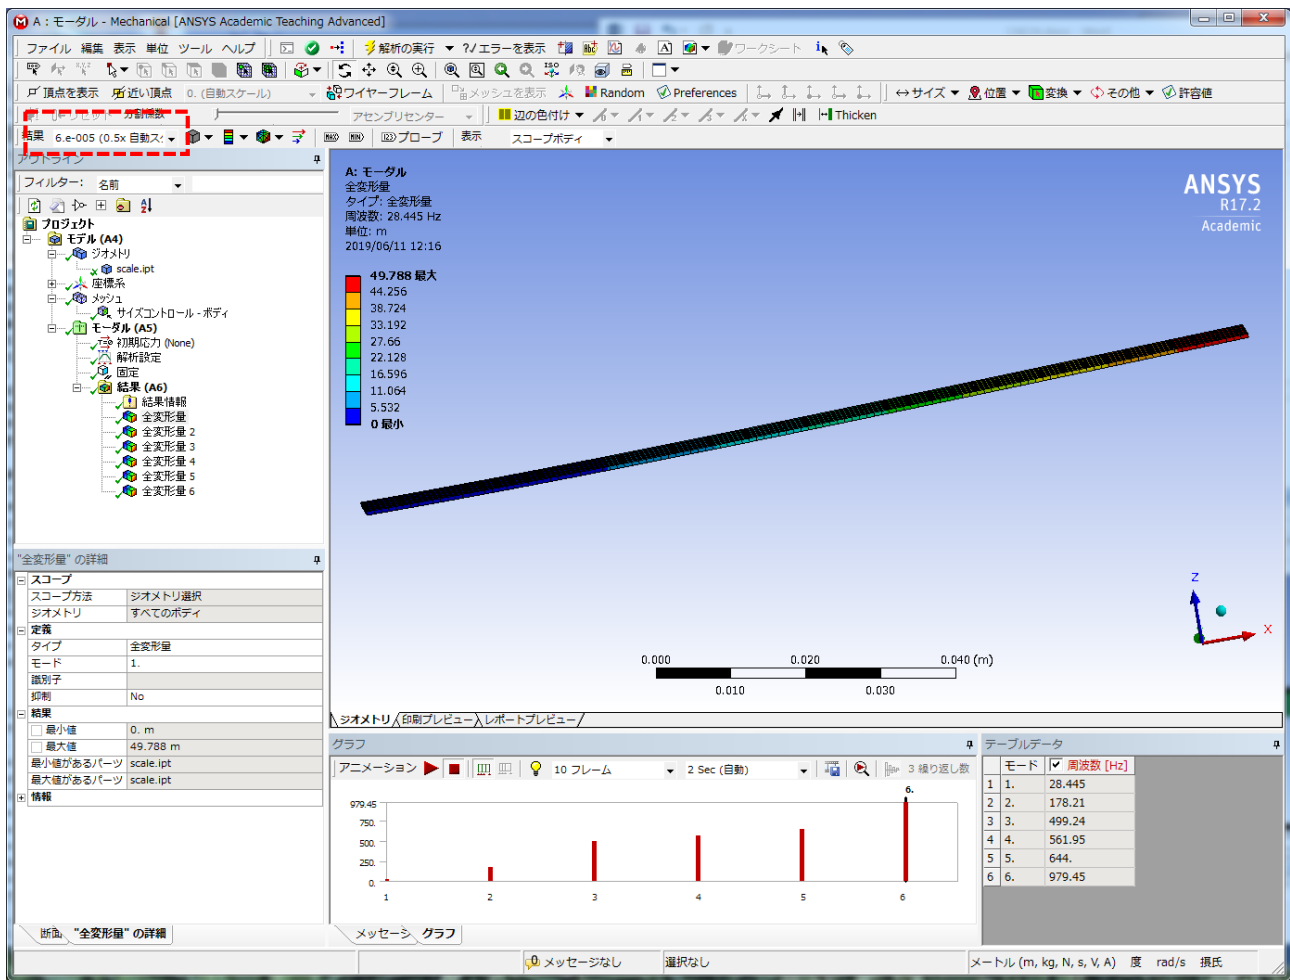 A : モーダル - Mechanical [ANSYS Academic Teaching Advanced]
ファイル 編集 表示 単位 ツール ヘルプ 解析の実行 ?/エラーを表示 ワークシート
頂点を表示 近い頂点 0. (自動スケール) ワイヤーフレーム メッシュを表示 Random Preferences サイズ 位置 変換 その他 許容値
リセット 分割係数 アセンブリセンター 辺の色付け Thicken
結果 6.e-005 (0.5x 自動スケ プローブ 表示 スコープボディ
アウトライン
フィルター: 名前
プロジェクト
モデル (A4)
ジオメトリ
scale.ipt
座標系
メッシュ
サイズコントロール - ボディ
モーダル (A5)
初期応力 (None)
解析設定
固定
結果 (A6)
結果情報
全変形量
全変形量 2
全変形量 3
全変形量 4
全変形量 5
全変形量 6
"全変形量" の詳細
スコープ
スコープ方法 ジオメトリ選択
ジオメトリ すべてのボディ
定義
タイプ 全変形量
モード 1.
識別子
抑制 No
結果
最小値 0. m
最大値 49.788 m
最小値があるパーツ scale.ipt
最大値があるパーツ scale.ipt
情報
断面 "全変形量" の詳細
A: モーダル
全変形量
タイプ: 全変形量
周波数: 28.445 Hz
単位: m
2019/06/11 12:16
49.788 最大
44.256
38.724
33.192
27.66
22.128
16.596
11.064
5.532
0 最小
ANSYS
R17.2
Academic
Z
X
0.000 0.020 0.040 (m)
0.010 0.030
ジオメトリ 印刷プレビュー レポートプレビュー
グラフ
アニメーション 10 フレーム 2 Sec (自動) 3 繰り返し数
6.
979.45
750.
500.
250.
0.
1 2 3 4 5 6
メッセージ グラフ
テーブルデータ
モード 周波数 [Hz]
1 1. 28.445
2 2. 178.21
3 3. 499.24
4 4. 561.95
5 5. 644.
6 6. 979.45
メッセージなし 選択なし メートル (m, kg, N, s, V, A) 度 rad/s 摂氏